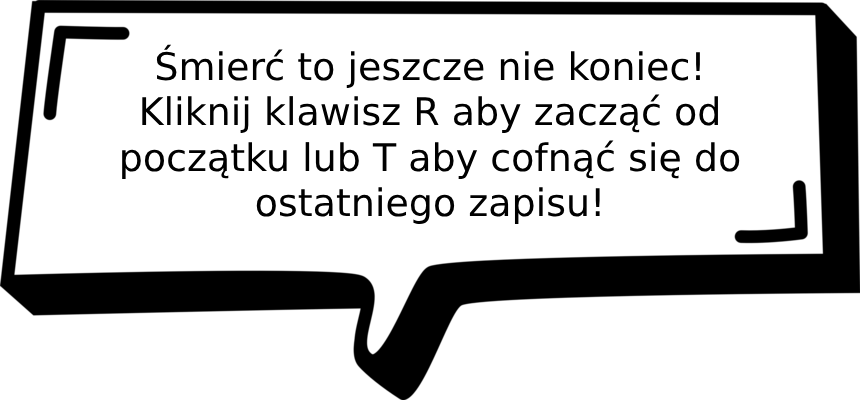 Śmierć to jeszcze nie koniec!
Kliknij klawisz R aby zacząć od
początku lub T aby cofnąć się do
ostatniego zapisu!